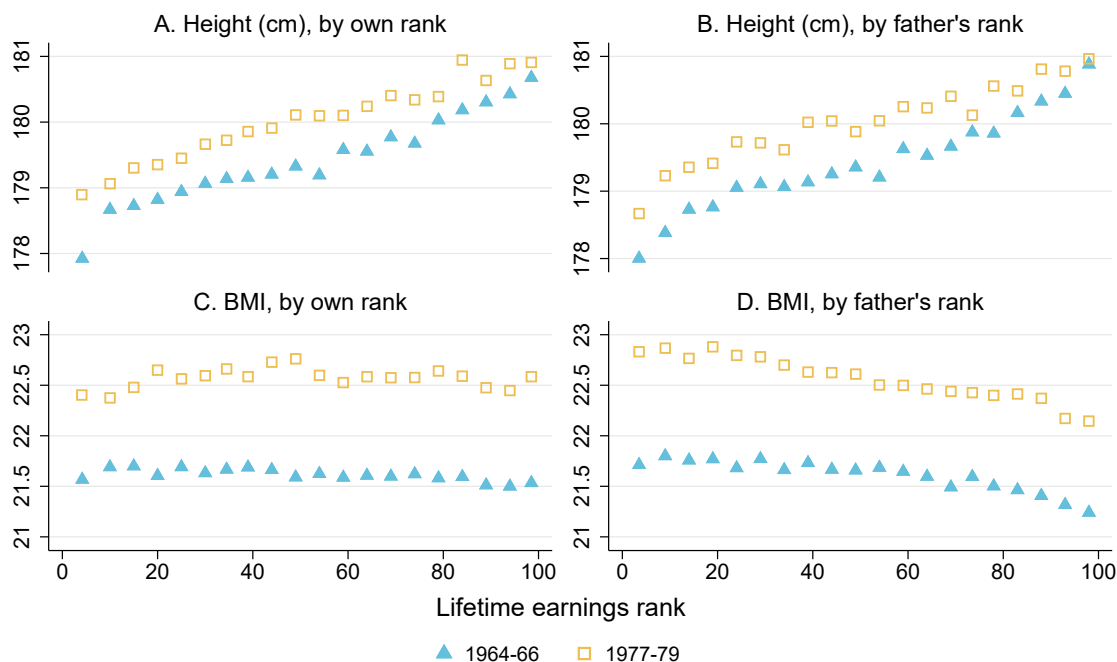 A. Height (cm), by own rank
181
180
179
178
B. Height (cm), by father's rank
181
180
179
178
C. BMI, by own rank
23
22.5
22
21.5
21
0 20 40 60 80 100
D. BMI, by father's rank
23
22.5
22
21.5
21
0 20 40 60 80 100
Lifetime earnings rank
1964-66 1977-79